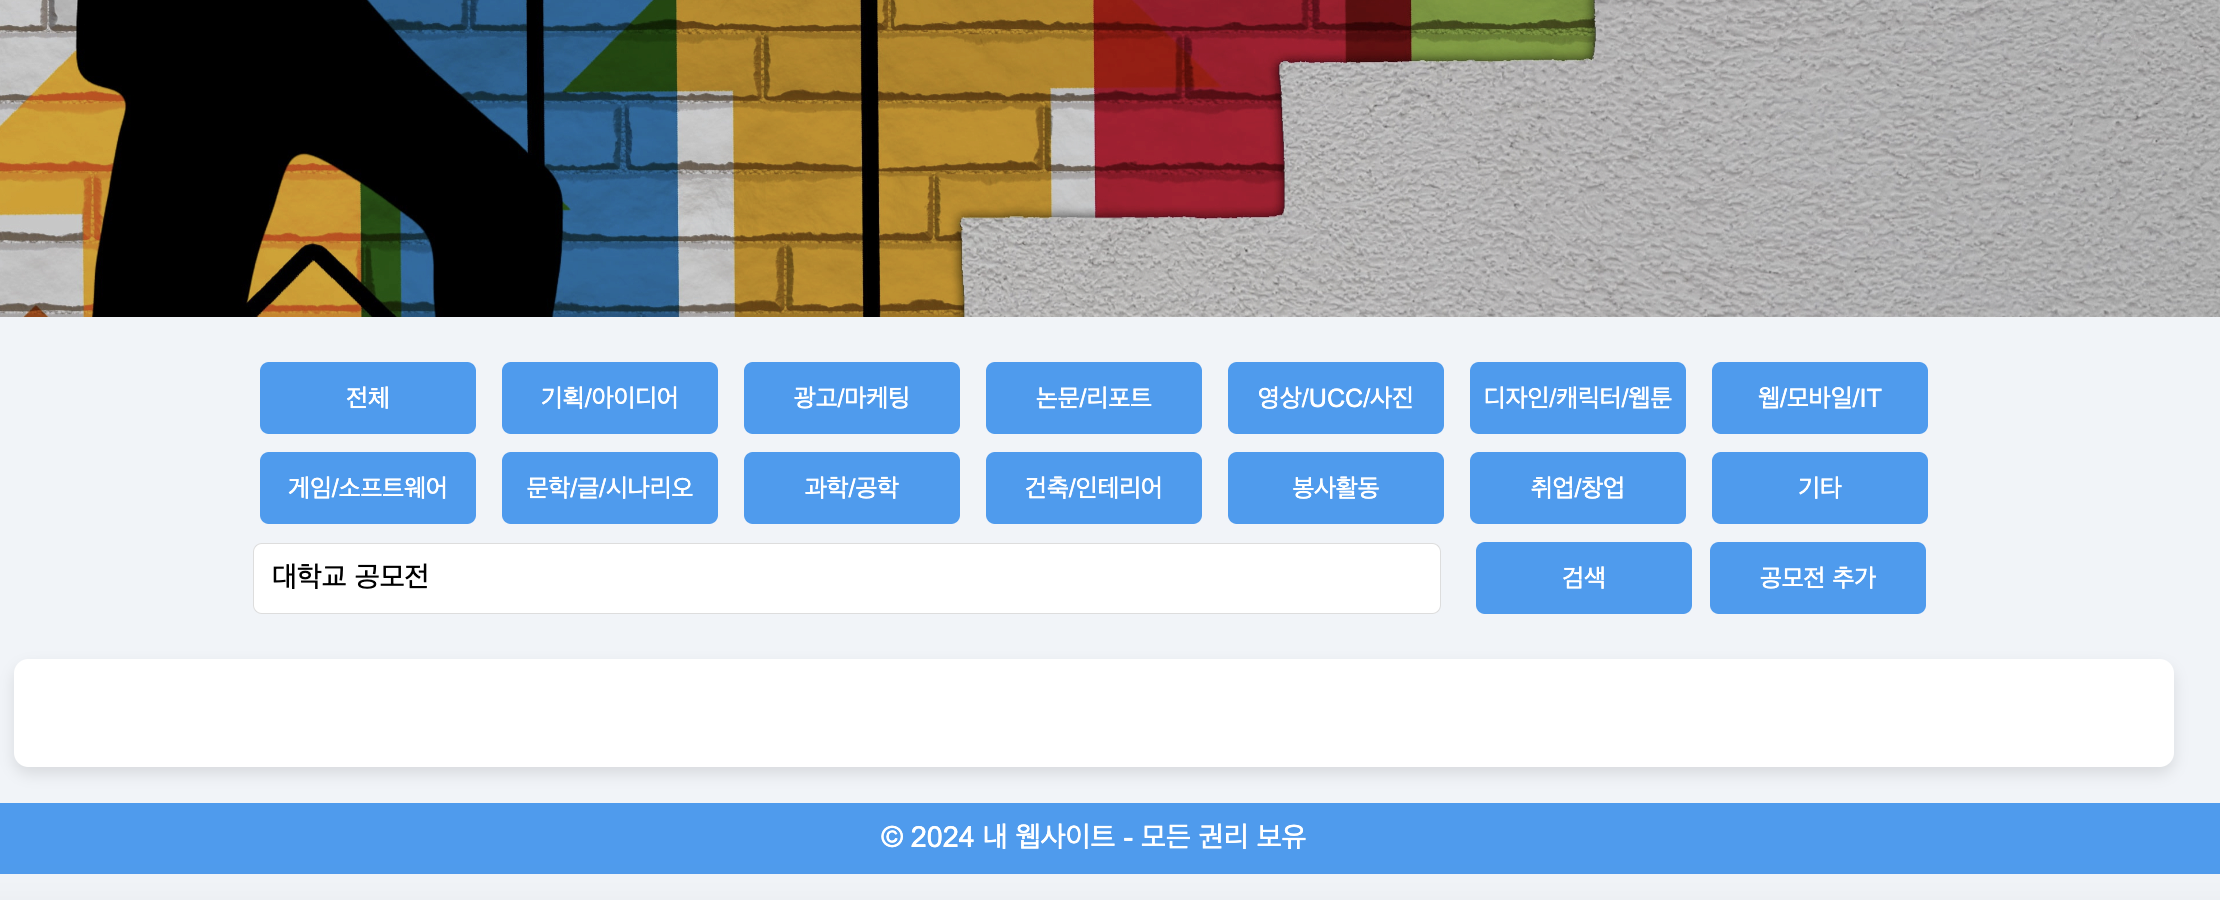 전체 기획/아이디어 광고/마케팅 논문/리포트 영상/UCC/사진 디자인/캐릭터/웹툰 웹/모바일/IT
게임/소프트웨어 문학/글/시나리오 과학/공학 건축/인테리어 봉사활동 취업/창업 기타
대학교 공모전 검색 공모전 추가
© 2024 내 웹사이트 - 모든 권리 보유